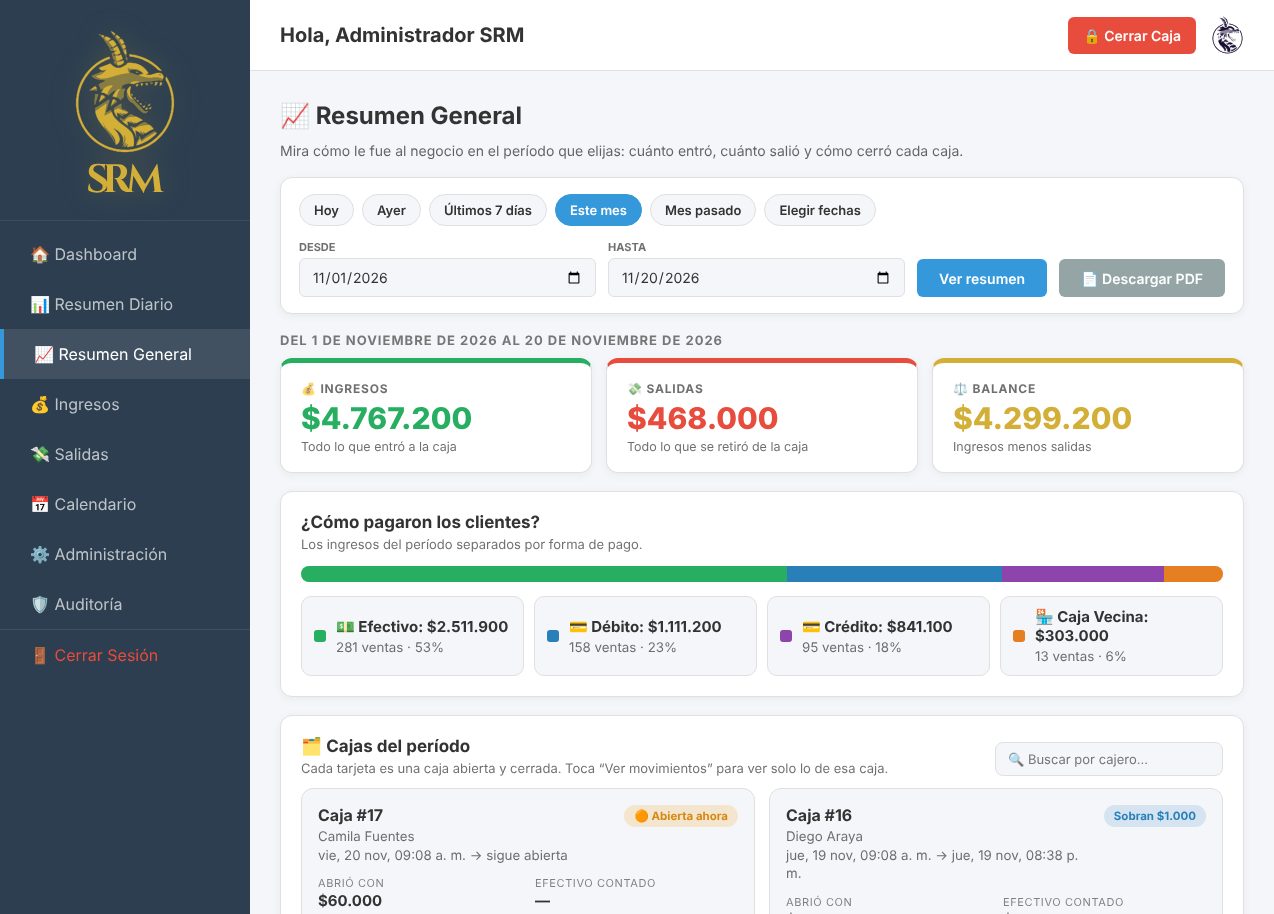 SRM
Dashboard
Resumen Diario
Resumen General
Ingresos
Salidas
Calendario
Administración
Auditoría
Cerrar Sesión
Hola, Administrador SRM
Cerrar Caja
Resumen General
Mira cómo le fue al negocio en el período que elijas: cuánto entró, cuánto salió y cómo cerró cada caja.
Hoy
Ayer
Últimos 7 días
Este mes
Mes pasado
Elegir fechas
DESDE
11/01/2026
HASTA
11/20/2026
Ver resumen
Descargar PDF
DEL 1 DE NOVIEMBRE DE 2026 AL 20 DE NOVIEMBRE DE 2026
INGRESOS
$4.767.200
Todo lo que entró a la caja
SALIDAS
$468.000
Todo lo que se retiró de la caja
BALANCE
$4.299.200
Ingresos menos salidas
¿Cómo pagaron los clientes?
Los ingresos del período separados por forma de pago.
Efectivo: $2.511.900
281 ventas · 53%
Débito: $1.111.200
158 ventas · 23%
Crédito: $841.100
95 ventas · 18%
Caja Vecina:
$303.000
13 ventas · 6%
Cajas del período
Cada tarjeta es una caja abierta y cerrada. Toca “Ver movimientos” para ver solo lo de esa caja.
Buscar por cajero...
Caja #17
Abierta ahora
Camila Fuentes
vie, 20 nov, 09:08 a. m. → sigue abierta
ABRIÓ CON
$60.000
EFECTIVO CONTADO
—
Caja #16
Sobran $1.000
Diego Araya
jue, 19 nov, 09:08 a. m. → jue, 19 nov, 08:38 p.
m.
ABRIÓ CON
EFECTIVO CONTADO